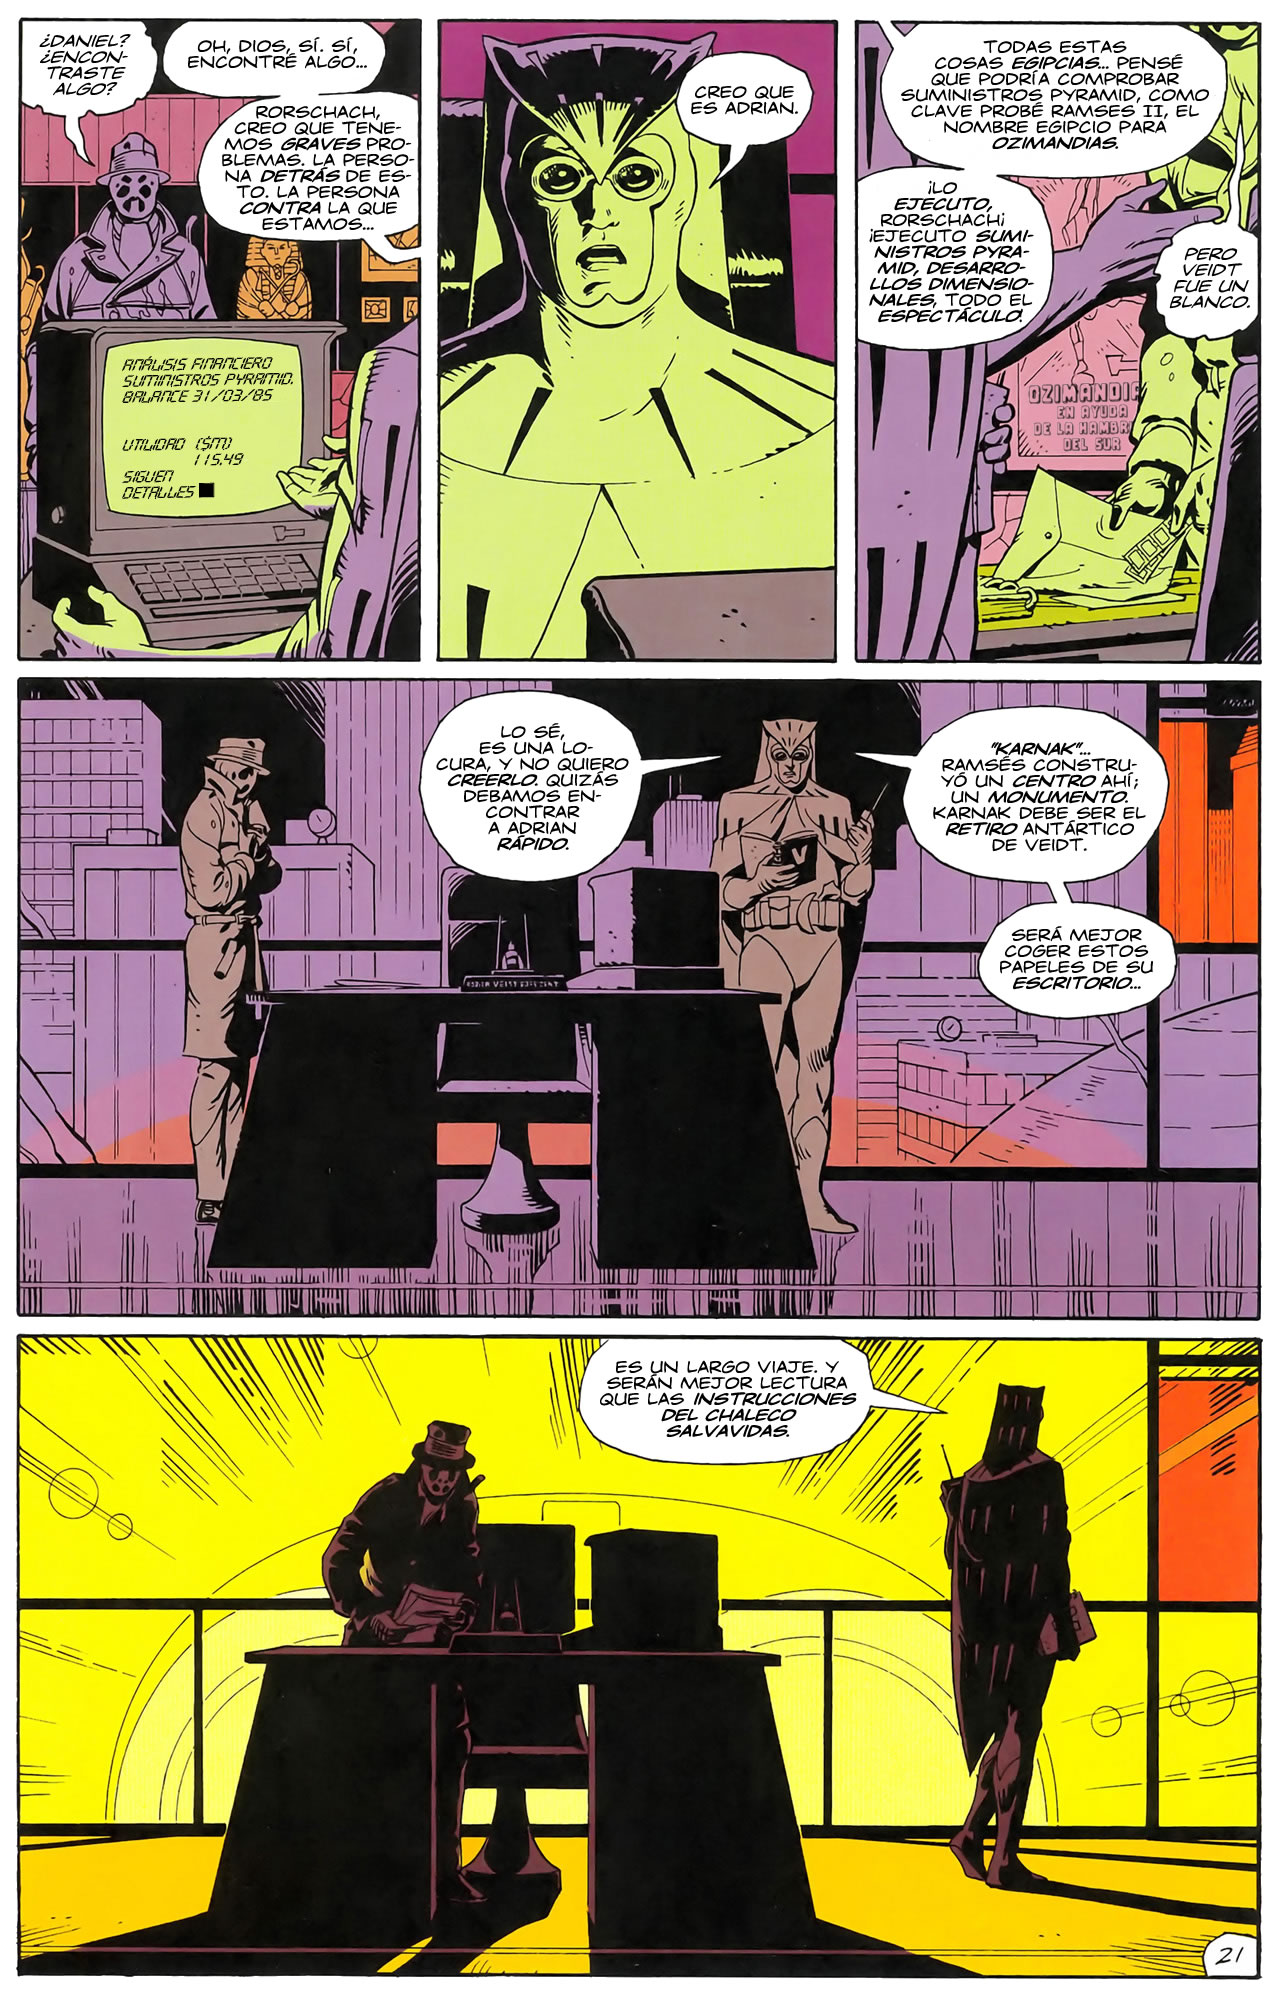 ¿DANIEL?
¿ENCON-
TRASTE
ALGO?
OH, DIOS, SÍ. SÍ,
ENCONTRÉ ALGO...
RORSCHACH,
CREO QUE TENE-
MOS GRAVES PRO-
BLEMAS. LA PERSO-
NA DETRÁS DE ES-
TO. LA PERSONA
CONTRA LA QUE
ESTAMOS...
ANÁLISIS FINANCIERO
SUMINISTROS PYRAMID.
BALANCE 31/03/85
UTILIDAD ($M)
115.49
SIGUEN
DETALLES
CREO QUE
ES ADRIAN.
TODAS ESTAS
COSAS EGIPCIAS... PENSÉ
QUE PODRÍA COMPROBAR
SUMINISTROS PYRAMID, COMO
CLAVE PROBÉ RAMSES II, EL
NOMBRE EGIPCIO PARA
OZIMANDIAS.
¡LO
EJECUTO,
RORSCHACH¡
¡EJECUTO SUMI-
NISTROS PYRA-
MID, DESARRO-
LLOS DIMENSIO-
NALES, TODO EL
ESPECTÁCULO!
PERO
VEIDT
FUE UN
BLANCO.
OZIMANDIA
EN AYUDA
DE LA HAMBR
DEL SUR
LO SÉ,
ES UNA LO-
CURA, Y NO QUIERO
CREERLO. QUIZÁS
DEBAMOS EN-
CONTRAR
A ADRIAN
RÁPIDO.
"KARNAK"...
RAMSÉS CONSTRU-
YÓ UN CENTRO AHÍ;
UN MONUMENTO.
KARNAK DEBE SER EL
RETIRO ANTÁRTICO
DE VEIDT.
SERÁ MEJOR
COGER ESTOS
PAPELES DE SU
ESCRITORIO...
V
VEIDT
ES UN LARGO VIAJE. Y
SERÁN MEJOR LECTURA
QUE LAS INSTRUCCIONES
DEL CHALECO
SALVAVIDAS.
21